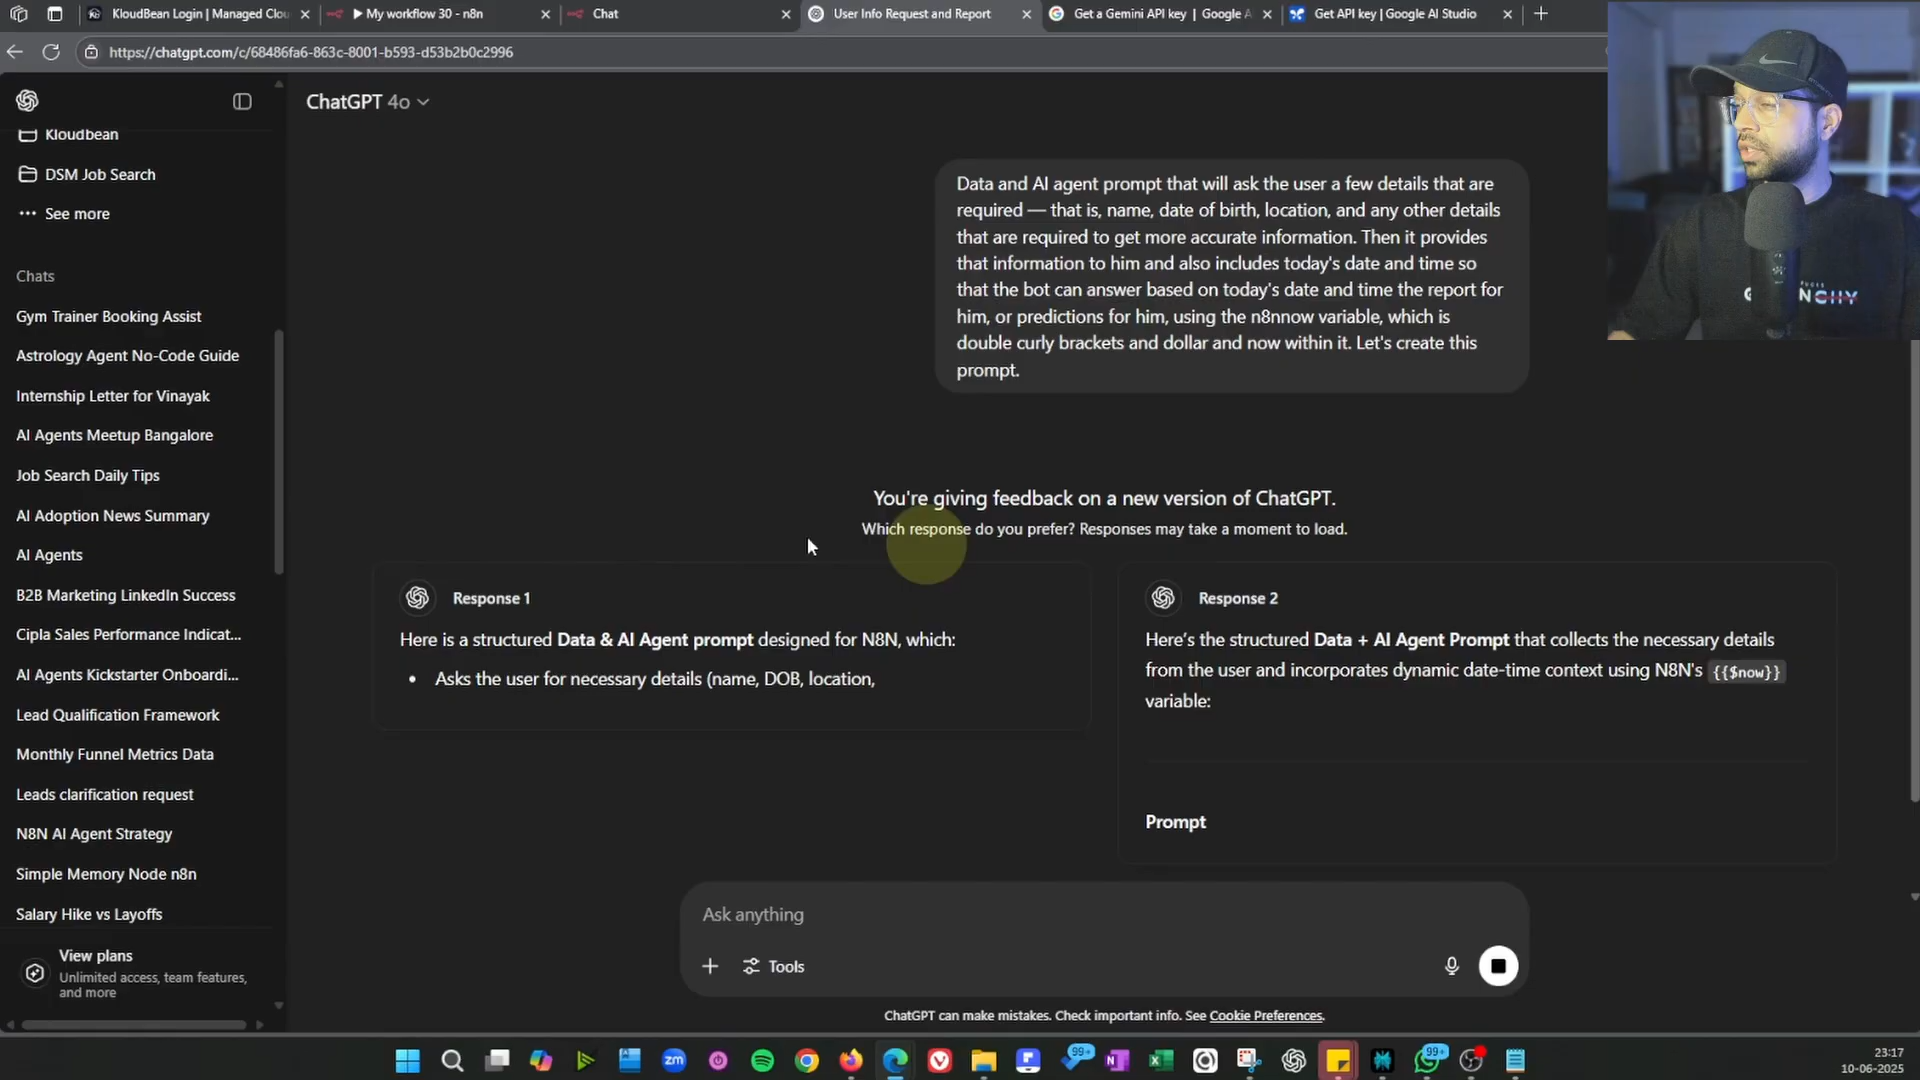 KloudBean Login | Managed Clou
My workflow 30 - n8n
Chat
User Info Request and Report
Get a Gemini API key | Google A
Get API key | Google AI Studio
https://chatgpt.com/c/68486fa6-863c-8001-b593-d53b2b0c2996
ChatGPT 4o
Kloudbean
DSM Job Search
See more
Chats
Gym Trainer Booking Assist
Astrology Agent No-Code Guide
Internship Letter for Vinayak
AI Agents Meetup Bangalore
Job Search Daily Tips
AI Adoption News Summary
AI Agents
B2B Marketing LinkedIn Success
Cipla Sales Performance Indicat...
AI Agents Kickstarter Onboardi...
Lead Qualification Framework
Monthly Funnel Metrics Data
Leads clarification request
N8N AI Agent Strategy
Simple Memory Node n8n
Salary Hike vs Layoffs
View plans
Unlimited access, team features,
and more
Data and AI agent prompt that will ask the user a few details that are
required — that is, name, date of birth, location, and any other details
that are required to get more accurate information. Then it provides
that information to him and also includes today's date and time so
that the bot can answer based on today's date and time the report for
him, or predictions for him, using the n8nnow variable, which is
double curly brackets and dollar and now within it. Let's create this
prompt.
You're giving feedback on a new version of ChatGPT.
Which response do you prefer? Responses may take a moment to load.
Response 1
Here is a structured Data & AI Agent prompt designed for N8N, which:
• Asks the user for necessary details (name, DOB, location,
Response 2
Here's the structured Data + AI Agent Prompt that collects the necessary details
from the user and incorporates dynamic date-time context using N8N's {{$now}}
variable:
Prompt
Ask anything
Tools
ChatGPT can make mistakes. Check important info. See Cookie Preferences.
zm
99+
99+
23:17
10-06-2025